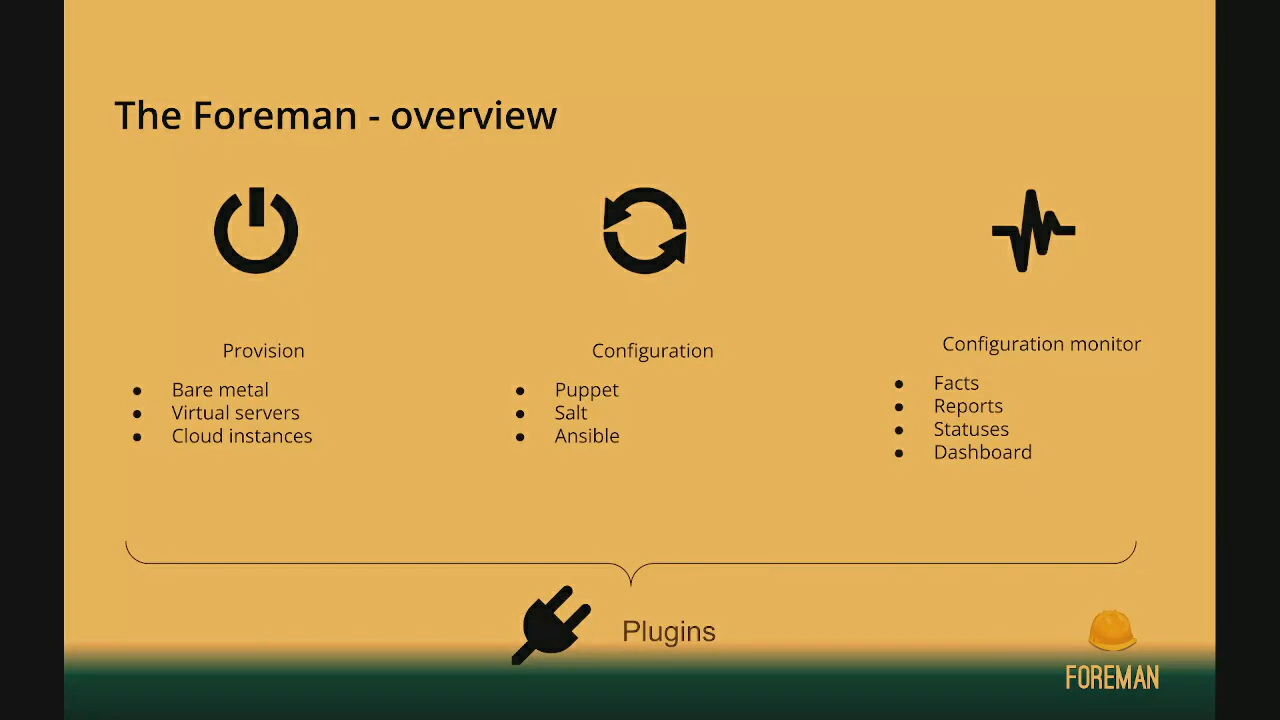 The Foreman - overview
Provision
Bare metal
Virtual servers
Cloud instances
Configuration
Puppet
Salt
Ansible
Configuration monitor
Facts
Reports
Statuses
Dashboard
Plugins
FOREMAN